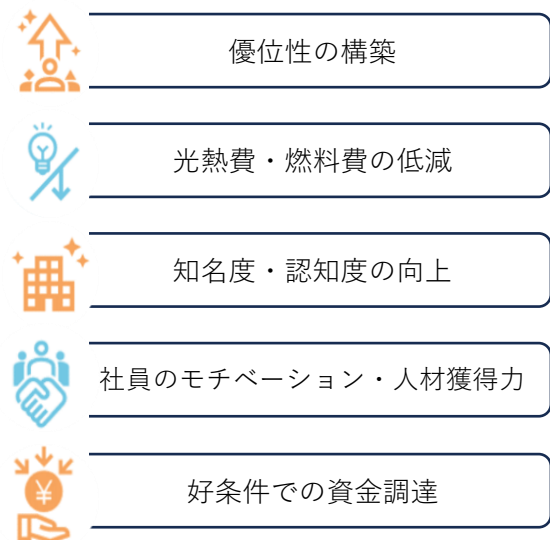 優位性の構築
光熱費・燃料費の低減
知名度・認知度の向上
社員のモチベーション・人材獲得力
¥
好条件での資金調達